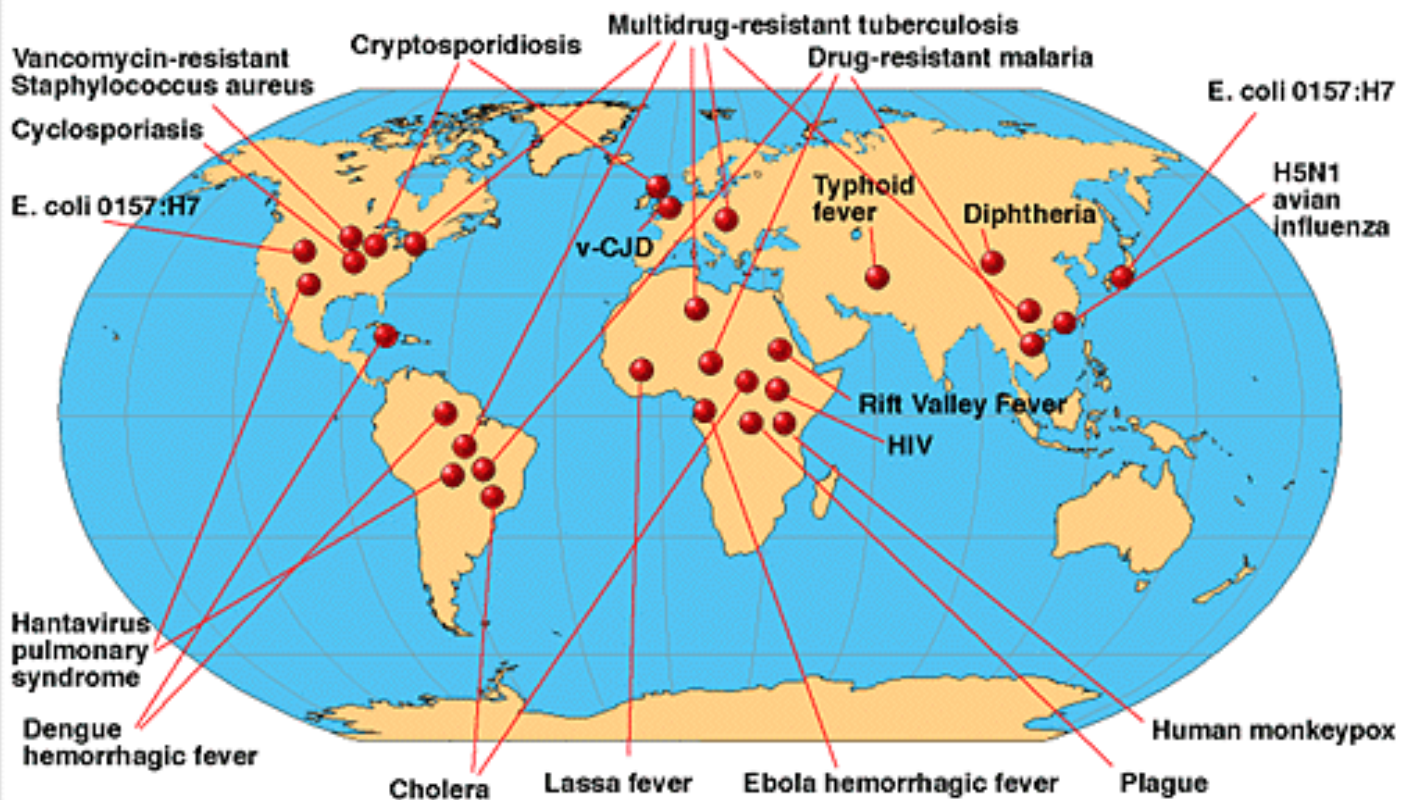 Multidrug-resistant tuberculosis
Cryptosporidiosis
Drug-resistant malaria
Vancomycin-resistant
Staphylococcus aureus
E. coli 0157:H7
Cyclosporiasis
H5N1
avian
influenza
Typhoid
fever
E. coli 0157:H7
Diphtheria
v-CJD
Rift Valley Fever
HIV
Hantavirus
pulmonary
syndrome
Dengue
hemorrhagic fever
Human monkeypox
Cholera
Lassa fever
Ebola hemorrhagic fever
Plague